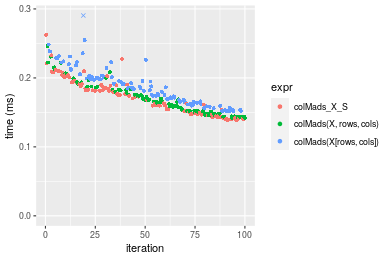 0.3
0.2
0.1
0.0
time (ms)
0
25
50
75
100
iteration
expr
colMads_X_S
colMads(X, rows, cols)
colMads(X[rows, cols])